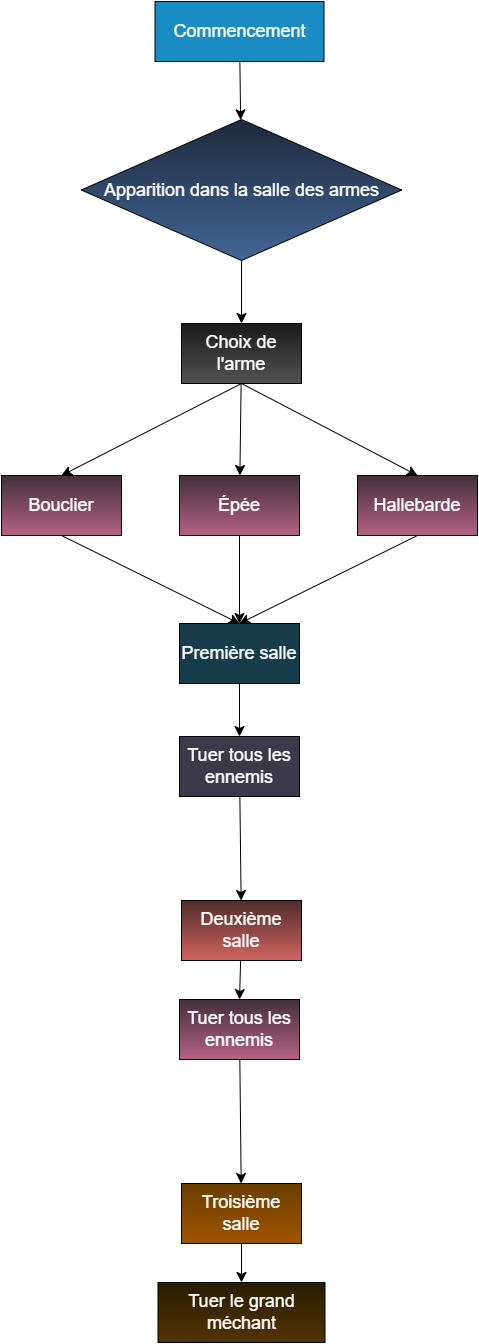 Commencement
Apparition dans la salle des armes
Choix de
l'arme
Bouclier
Épée
Hallebarde
Première salle
Tuer tous les
ennemis
Deuxième
salle
Tuer tous les
ennemis
Troisième
salle
Tuer le grand
méchant